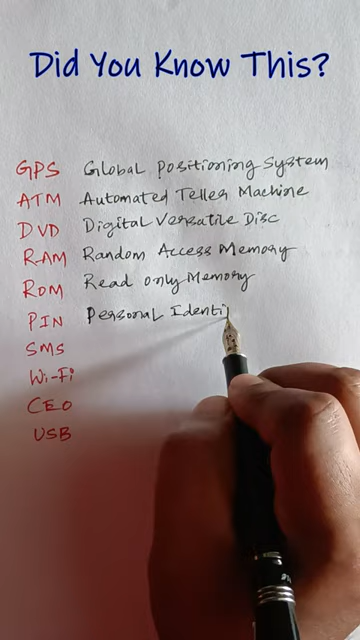 Did You Know This?
GPS Global Positioning System
ATM Automated Teller Machine
DVD Digital Versatile Disc
RAM Random Access Memory
ROM Read only Memory
PIN Personal Identi
SMS
Wi-Fi
CEO
USB